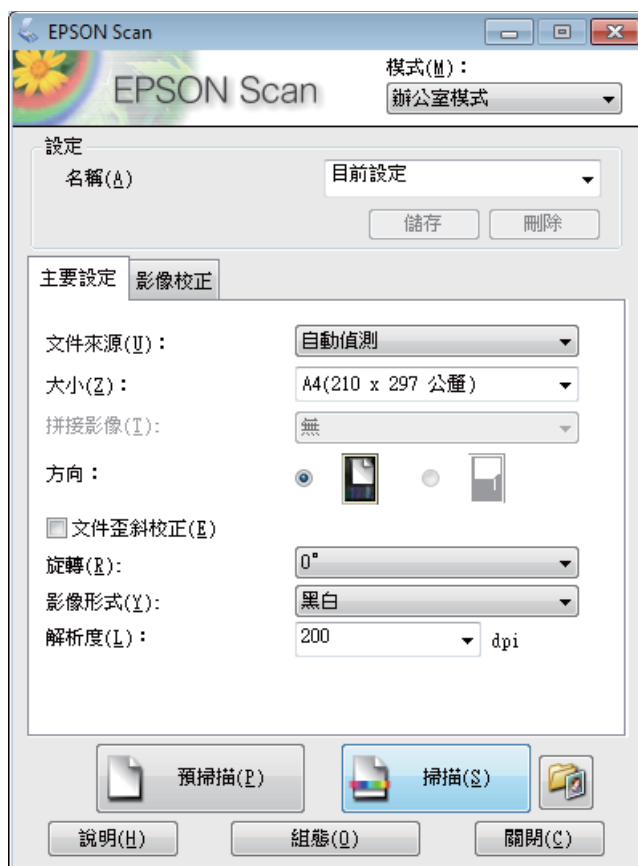 EPSON Scan
EPSON Scan
模式(M)：
辦公室模式
設定
名稱(A)
目前設定
儲存
刪除
主要設定
影像校正
文件來源(U)：
自動偵測
大小(Z)：
A4(210 x 297 公釐)
拼接影像(T):
無
方向：
文件歪斜校正(E)
旋轉(R):
0°
影像形式(Y):
黑白
解析度(L)：
200
dpi
預掃描(P)
掃描(S)
說明(H)
組態(O)
關閉(C)